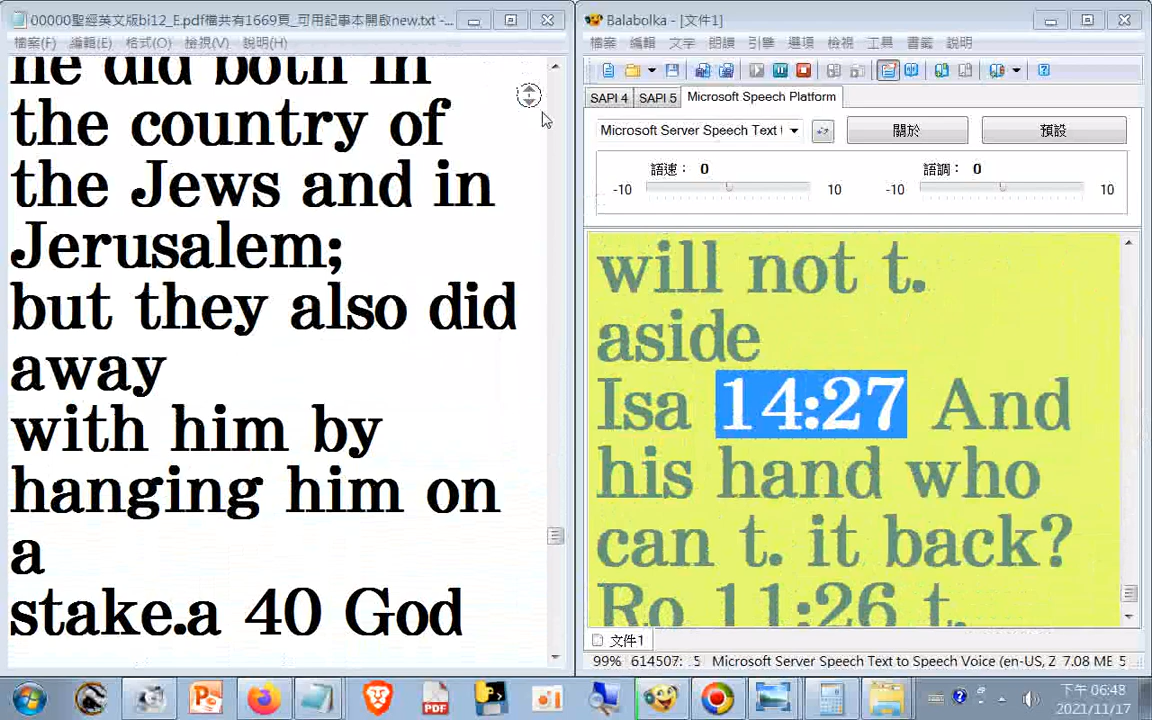 00000聖經英文版bi12_E.pdf檔共有1669頁_可用記事本開啟new.txt -...
檔案(F) 編輯(E) 格式(O) 檢視(V) 說明(H)
he did both in
the country of
the Jews and in
Jerusalem;
but they also did
away
with him by
hanging him on
a
stake.a 40 God
Balabolka - [文件1]
檔案 編輯 文字 朗讀 引擎 選項 檢視 工具 書籤 說明
SAPI 4 SAPI 5 Microsoft Speech Platform
Microsoft Server Speech Text 關於 預設
語速： 0 語調： 0
-10 10 -10 10
will not t.
aside
Isa 14:27 And
his hand who
can t. it back?
Ro 11:26 t.
文件1
99% 614507: .5 Microsoft Server Speech Text to Speech Voice (en-US, Z 7.08 ME 5
PDF
下午 06:48
2021/11/17